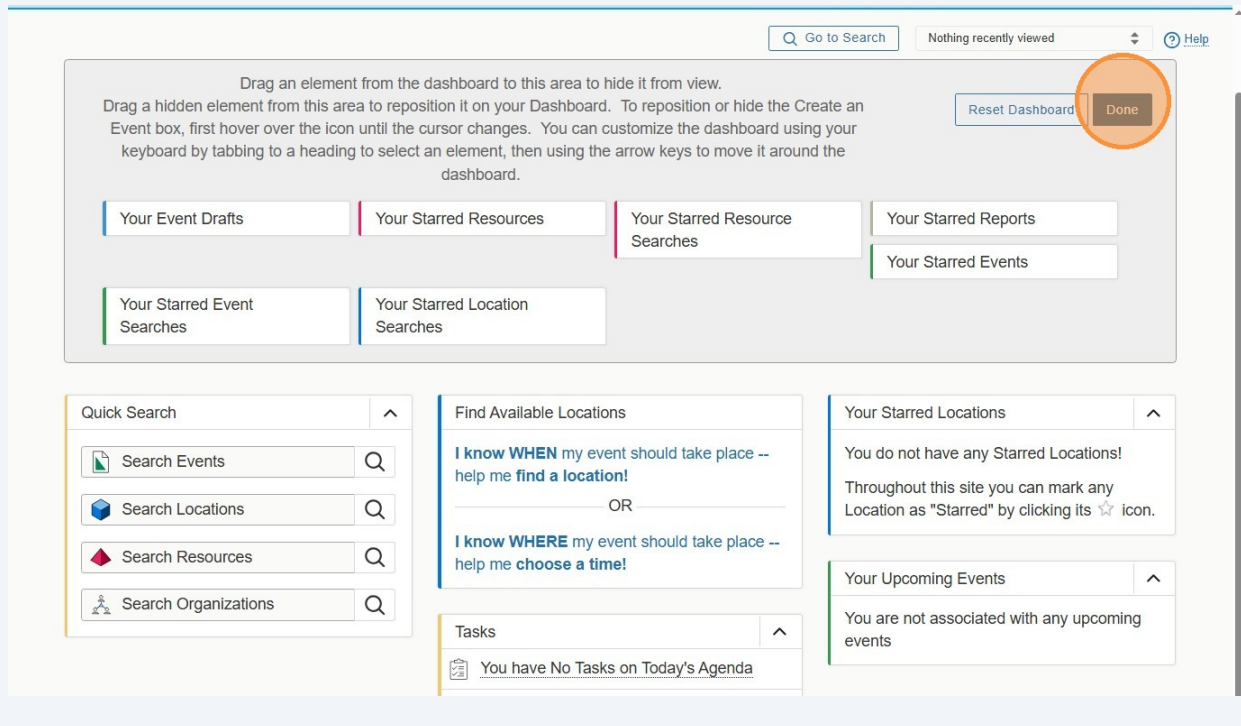 Go to Search
Nothing recently viewed
Help
Drag an element from the dashboard to this area to hide it from view.
Drag a hidden element from this area to reposition it on your Dashboard. To reposition or hide the Create an
Event box, first hover over the icon until the cursor changes. You can customize the dashboard using your
keyboard by tabbing to a heading to select an element, then using the arrow keys to move it around the
dashboard.
Reset Dashboard
Done
Your Event Drafts
Your Starred Resources
Your Starred Resource
Searches
Your Starred Reports
Your Starred Events
Your Starred Event
Searches
Your Starred Location
Searches
Quick Search
Search Events
Search Locations
Search Resources
Search Organizations
Find Available Locations
I know WHEN my event should take place --
help me find a location!
OR
I know WHERE my event should take place --
help me choose a time!
Tasks
You have No Tasks on Today's Agenda
Your Starred Locations
You do not have any Starred Locations!
Throughout this site you can mark any
Location as "Starred" by clicking its icon.
Your Upcoming Events
You are not associated with any upcoming
events